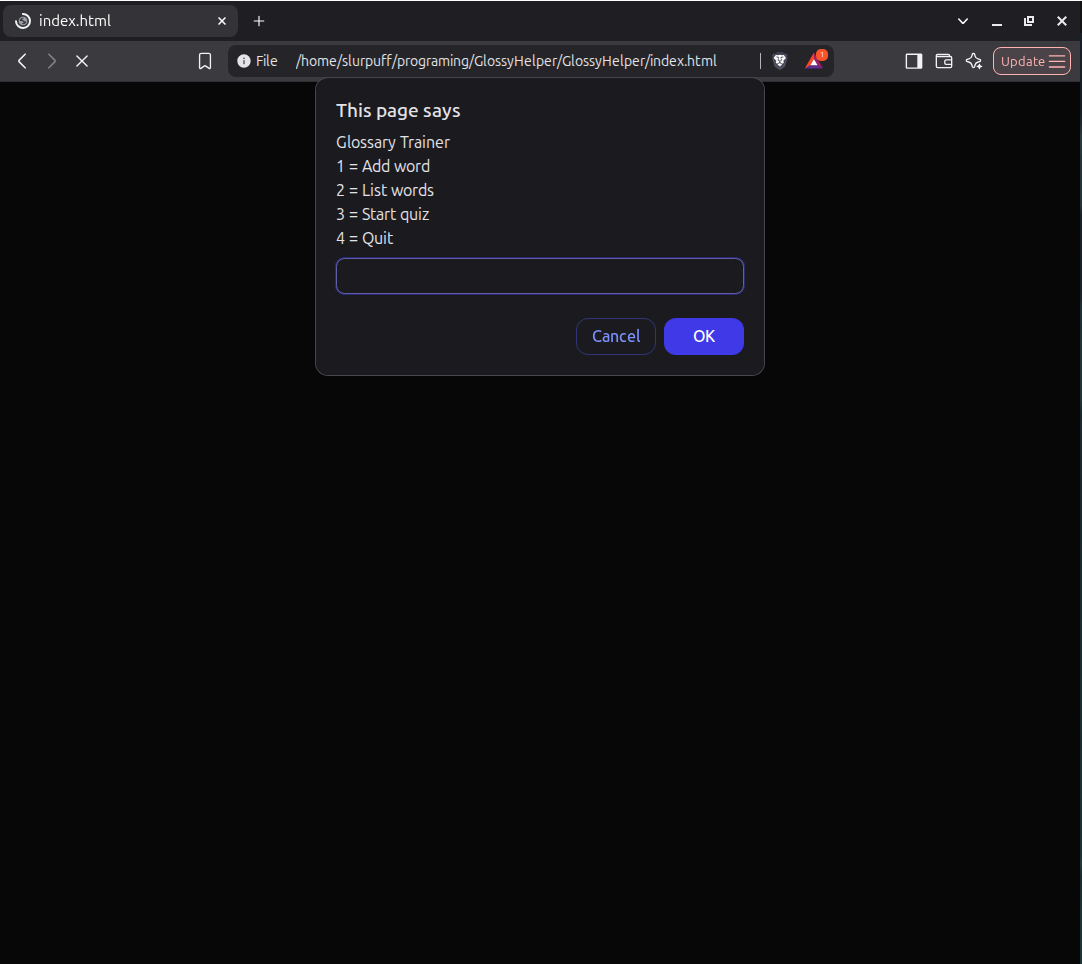 index.html
File /home/slurpuff/programing/GlossyHelper/GlossyHelper/index.html
1
Update
This page says
Glossary Trainer
1 = Add word
2 = List words
3 = Start quiz
4 = Quit
Cancel OK